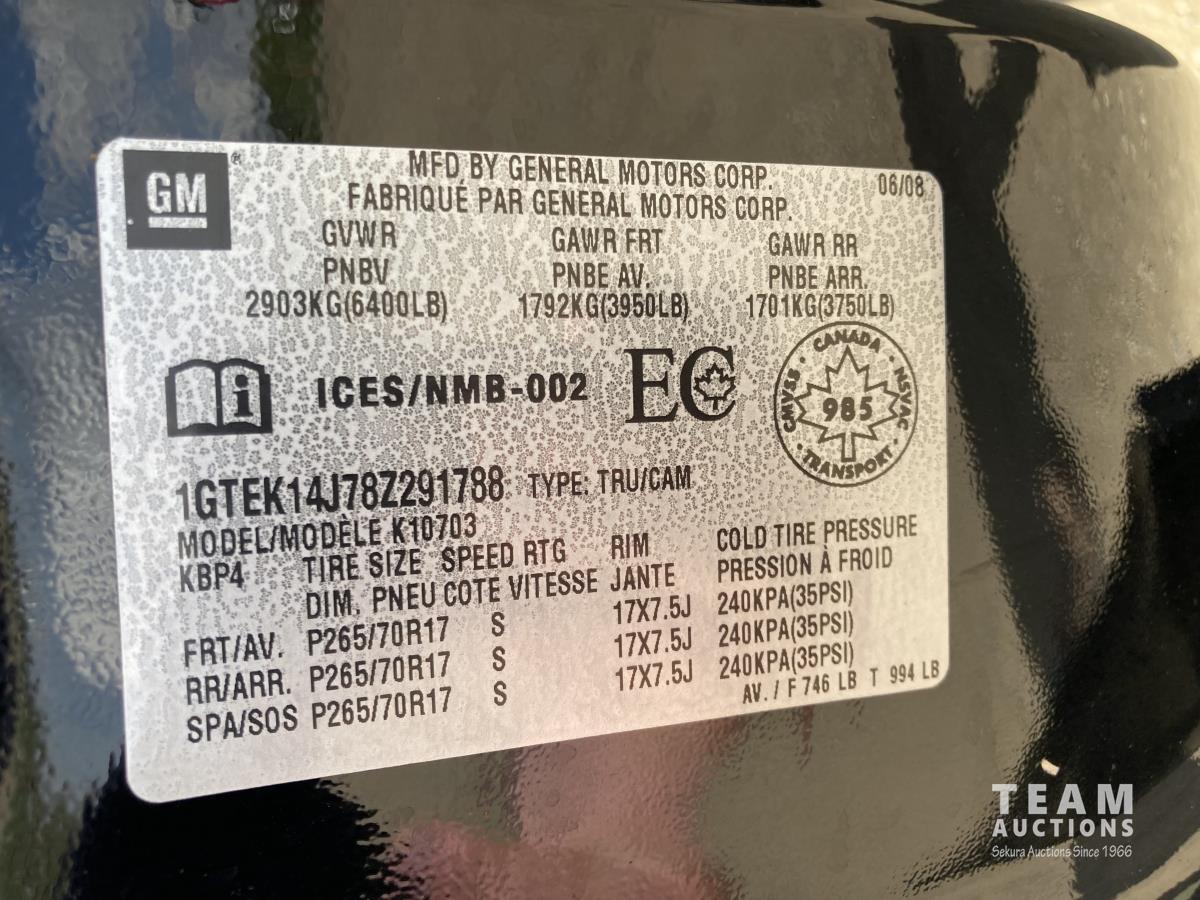 GM
MFD BY GENERAL MOTORS CORP.
06/08
FABRIQUÉ PAR GENERAL MOTORS CORP.
GVWR GAWR FRT GAWR RR
PNBV PNBE AV. PNBE ARR.
2903KG(6400LB) 1792KG(3950LB) 1701KG(3750LB)
i ICES/NMB-002 EC
CANADA
CMVSS 985 NSVAC
TRANSPORT
1GTEK14J78Z291788 TYPE: TRU/CAM
MODEL/MODÈLE K10703
KBP4 TIRE SIZE SPEED RTG RIM COLD TIRE PRESSURE
DIM. PNEU COTE VITESSE JANTE PRESSION À FROID
FRT/AV. P265/70R17 S 17X7.5J 240KPA(35PSI)
RR/ARR. P265/70R17 S 17X7.5J 240KPA(35PSI)
SPA/SOS P265/70R17 S 17X7.5J 240KPA(35PSI)
AV. / F 746 LB T 994 LB
TEAM
AUCTIONS
Sekura Auctions Since 1966